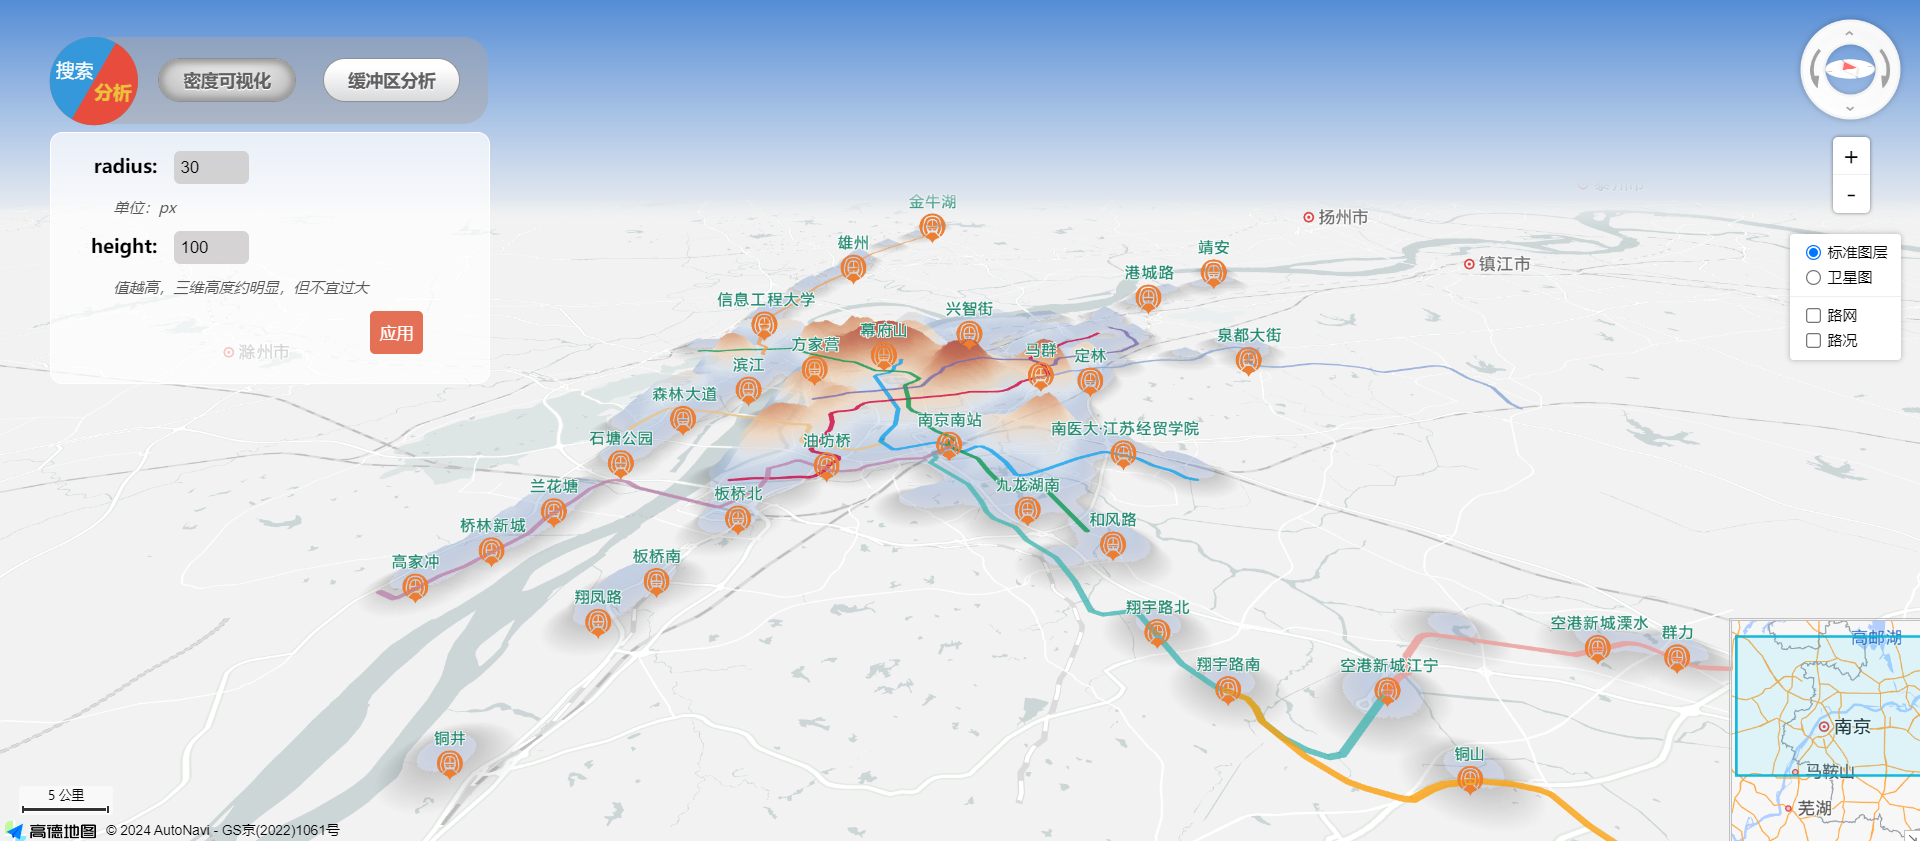 搜索
分析
密度可视化
缓冲区分析
radius:
30
单位：px
height:
100
值越高，三维高度约明显，但不宜过大
应用
滁州市
金牛湖
雄州
信息工程大学
方家营
幕府山
滨江
兴智街
马群
定林
港城路
靖安
泉都大街
扬州市
镇江市
泰州市
森林大道
石塘公园
兰花塘
桥林新城
高家冲
油坊桥
南京南站
南医大·江苏经贸学院
板桥北
九龙湖南
和风路
板桥南
翔凤路
翔宇路北
翔宇路南
空港新城江宁
空港新城溧水
群力
铜井
铜山
+
-
标准图层
卫星图
路网
路况
高邮湖
南京
马鞍山
芜湖
5 公里
高德地图
© 2024 AutoNavi - GS京(2022)1061号